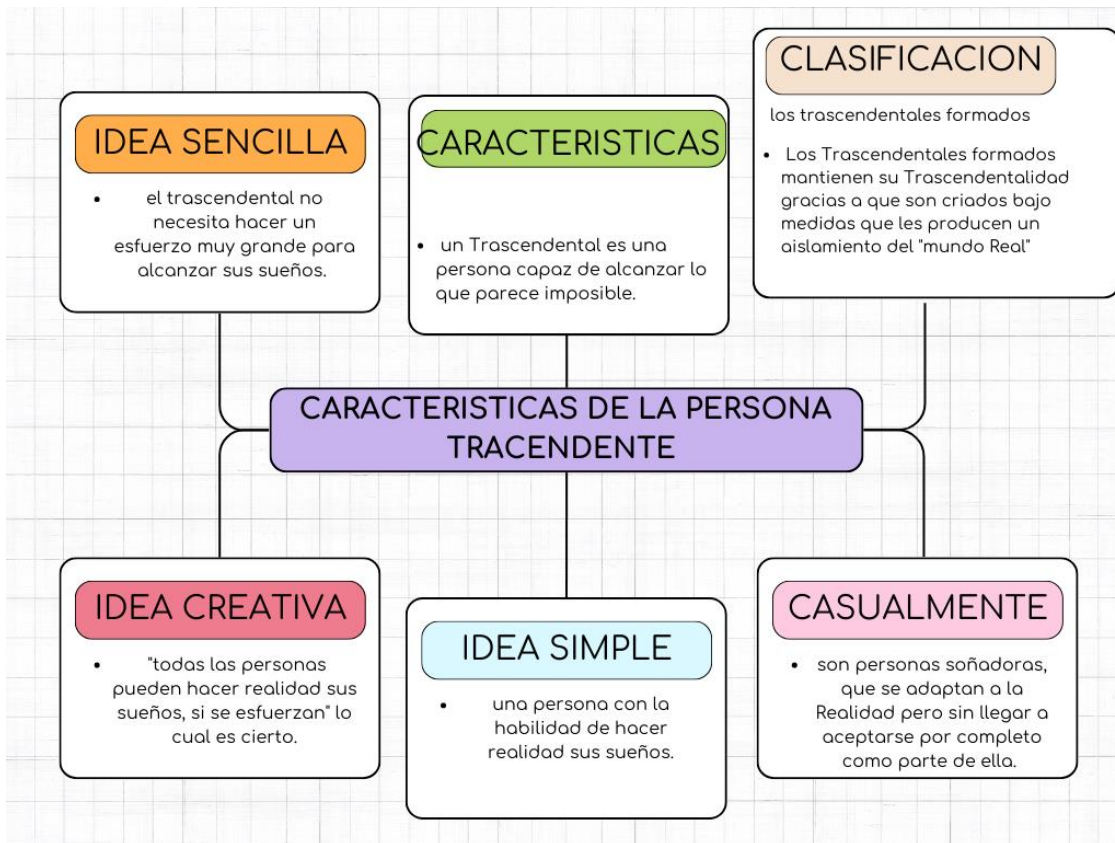 IDEA SENCILLA
• el trascendental no
necesita hacer un
esfuerzo muy grande para
alcanzar sus sueños.
CARACTERISTICAS
• un Trascendental es una
persona capaz de alcanzar lo
que parece imposible.
CLASIFICACION
los trascendentales formados
• Los Trascendentales formados
mantienen su Trascendentalidad
gracias a que son criados bajo
medidas que les producen un
aislamiento del "mundo Real"
CARACTERISTICAS DE LA PERSONA
TRACENDENTE
IDEA CREATIVA
• "todas las personas
pueden hacer realidad sus
sueños, si se esfuerzan" lo
cual es cierto.
IDEA SIMPLE
• una persona con la
habilidad de hacer
realidad sus sueños.
CASUALMENTE
• son personas soñadoras,
que se adaptan a la
Realidad pero sin llegar a
aceptarse por completo
como parte de ella.